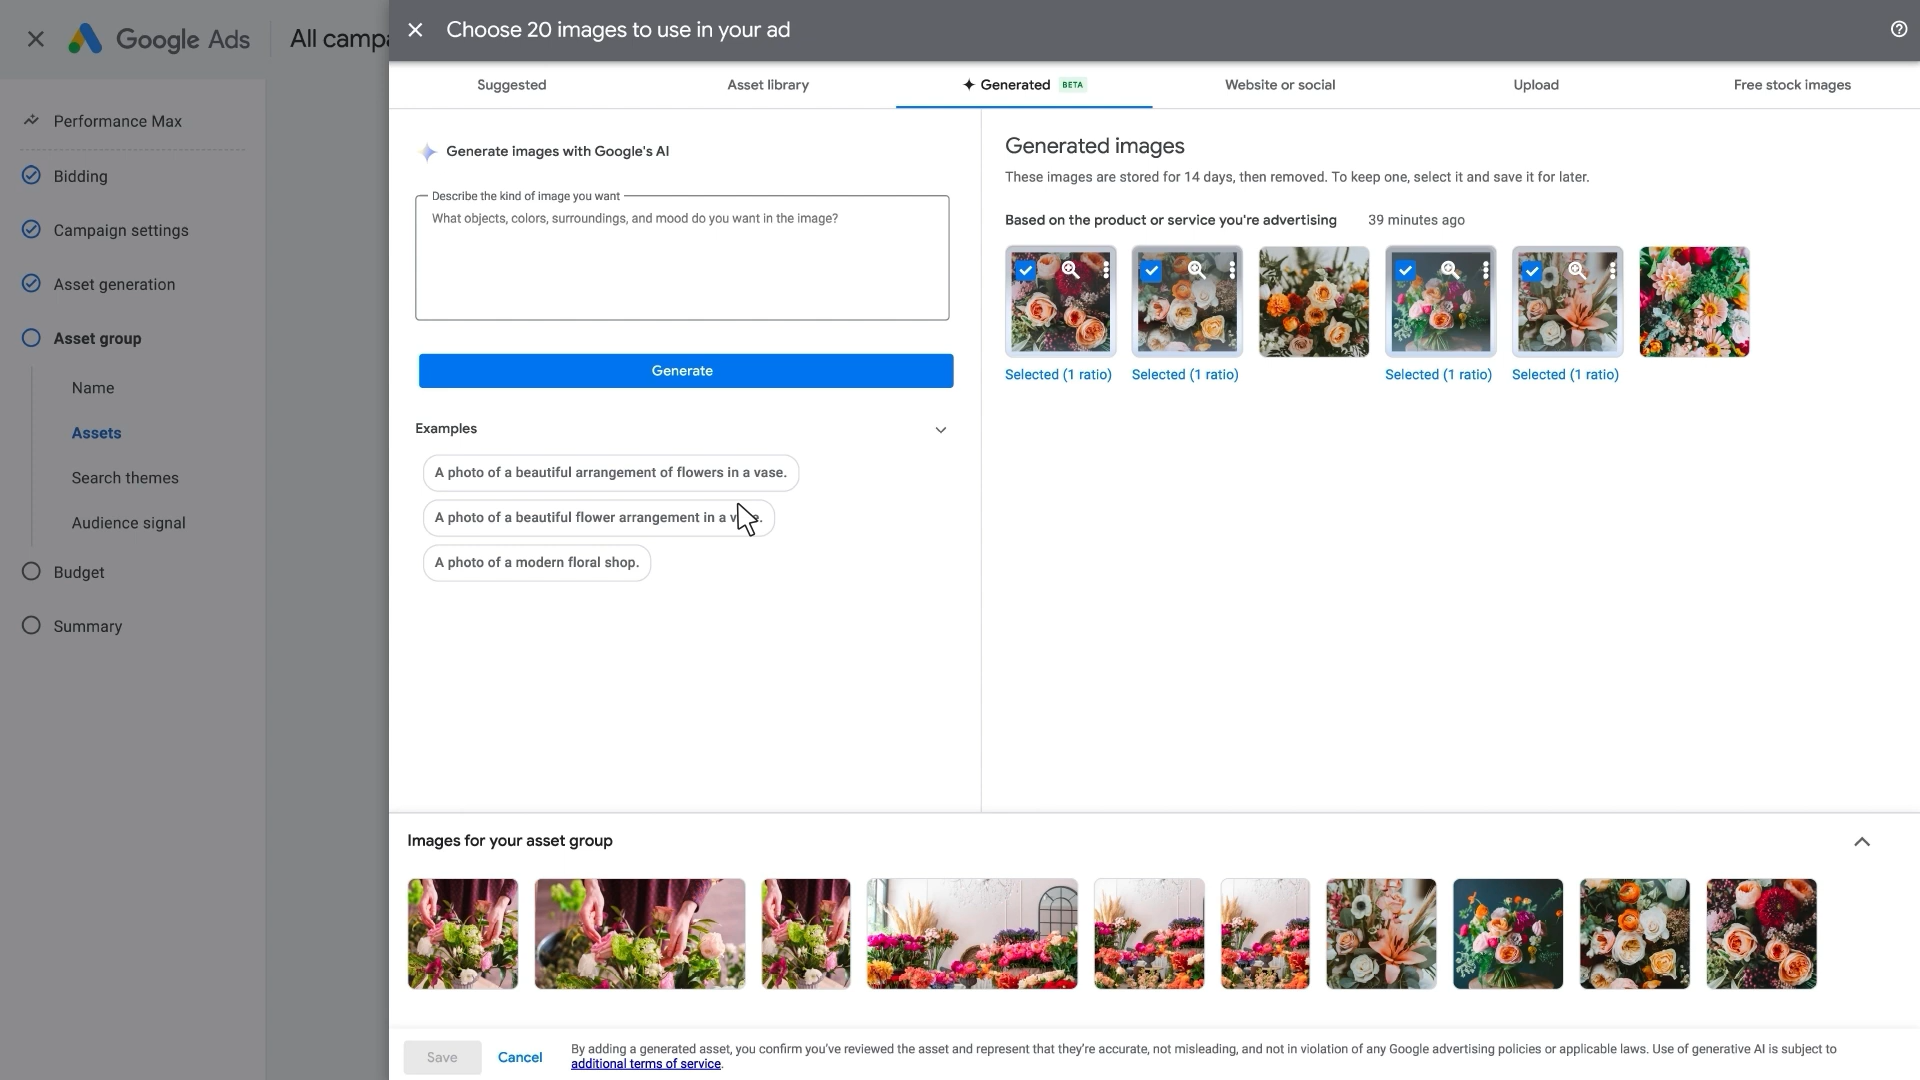 Google Ads
All campa
Performance Max
Bidding
Campaign settings
Asset generation
Asset group
Name
Assets
Search themes
Audience signal
Budget
Summary
Choose 20 images to use in your ad
Suggested
Asset library
Generated BETA
Website or social
Upload
Free stock images
Generate images with Google's AI
Describe the kind of image you want
What objects, colors, surroundings, and mood do you want in the image?
Generate
Examples
A photo of a beautiful arrangement of flowers in a vase.
A photo of a beautiful flower arrangement in a
A photo of a modern floral shop.
Generated images
These images are stored for 14 days, then removed. To keep one, select it and save it for later.
Based on the product or service you're advertising 39 minutes ago
Selected (1 ratio)
Selected (1 ratio)
Selected (1 ratio)
Selected (1 ratio)
Images for your asset group
Save
Cancel
By adding a generated asset, you confirm you've reviewed the asset and represent that they're accurate, not misleading, and not in violation of any Google advertising policies or applicable laws. Use of generative AI is subject to
additional terms of service.